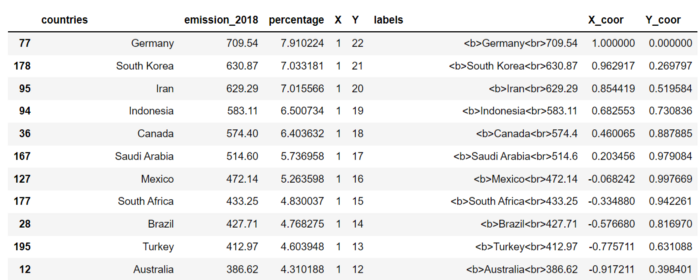 countries emission_2018 percentage X Y labels X_coor Y_coor
77 Germany 709.54 7.910224 1 22 <b>Germany<br>709.54 1.000000 0.000000
178 South Korea 630.87 7.033181 1 21 <b>South Korea<br>630.87 0.962917 0.269797
95 Iran 629.29 7.015566 1 20 <b>Iran<br>629.29 0.854419 0.519584
94 Indonesia 583.11 6.500734 1 19 <b>Indonesia<br>583.11 0.682553 0.730836
36 Canada 574.40 6.403632 1 18 <b>Canada<br>574.4 0.460065 0.887885
167 Saudi Arabia 514.60 5.736958 1 17 <b>Saudi Arabia<br>514.6 0.203456 0.979084
127 Mexico 472.14 5.263598 1 16 <b>Mexico<br>472.14 -0.068242 0.997669
177 South Africa 433.25 4.830037 1 15 <b>South Africa<br>433.25 -0.334880 0.942261
28 Brazil 427.71 4.768275 1 14 <b>Brazil<br>427.71 -0.576680 0.816970
195 Turkey 412.97 4.603948 1 13 <b>Turkey<br>412.97 -0.775711 0.631088
12 Australia 386.62 4.310188 1 12 <b>Australia<br>386.62 -0.917211 0.398401